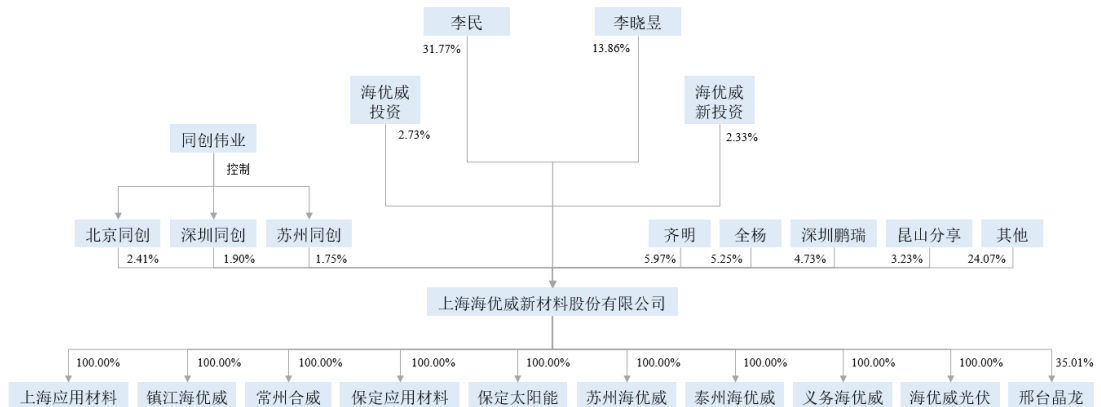 李民
李晓昱
31.77%
13.86%
海优威
投资
海优威
新投资
2.73%
2.33%
同创伟业
控制
北京同创
深圳同创
苏州同创
齐明
全杨
深圳鹏瑞
昆山分享
其他
2.41%
1.90%
1.75%
5.97%
5.25%
4.73%
3.23%
24.07%
上海海优威新材料股份有限公司
100.00%
100.00%
100.00%
100.00%
100.00%
100.00%
100.00%
100.00%
100.00%
35.01%
上海应用材料
镇江海优威
常州合威
保定应用材料
保定太阳能
苏州海优威
泰州海优威
义务海优威
海优威光伏
邢台晶龙